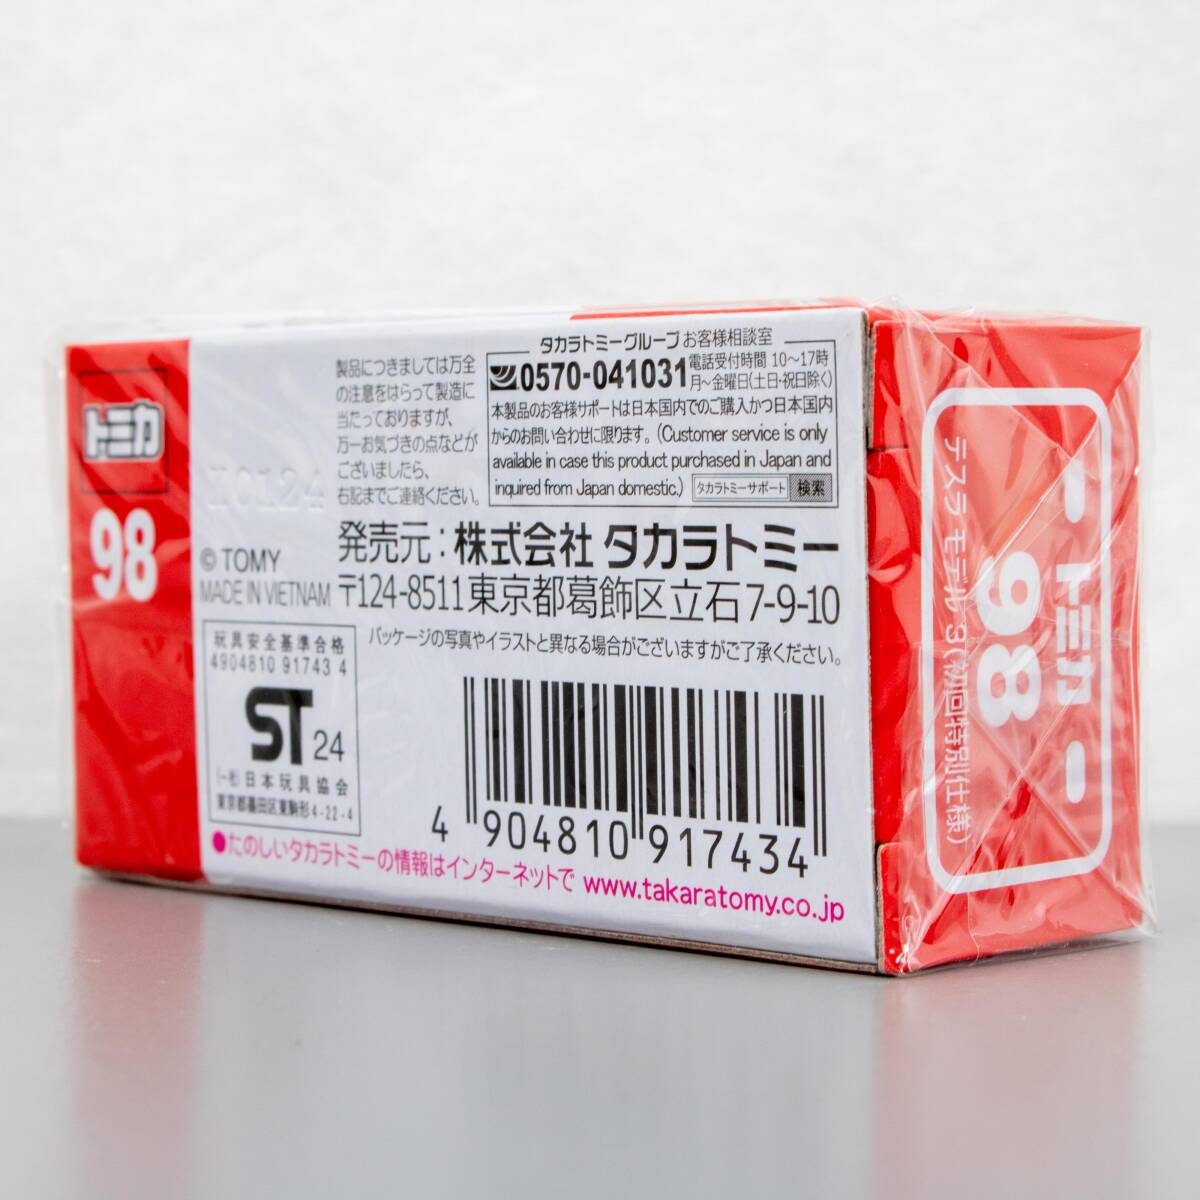 トミカ
98
© TOMY
MADE IN VIETNAM
製品につきましては万全
の注意をはらって製造に
当たっておりますが、
万一お気づきの点などが
ございましたら、
右記までご連絡ください。
タカラトミーグループお客様相談室
0570-041031
電話受付時間 10〜17時
月〜金曜日(土日・祝日除く)
本製品のお客様サポートは日本国内でのご購入かつ日本国内
からのお問い合わせに限ります。(Customer service is only
available in case this product purchased in Japan and
inquired from Japan domestic.) タカラトミーサポート 検索
発売元：株式会社 タカラトミー
〒124-8511 東京都葛飾区立石7-9-10
パッケージの写真やイラストと異なる場合がございますがご了承ください。
玩具安全基準合格
4904810 91743 4
ST 24
(一社)日本玩具協会
東京都墨田区東駒形4-22-4
4 904810 917434
●たのしいタカラトミーの情報はインターネットで www.takaratomy.co.jp
トミカ
98
テスラ モデル 3(初回特別仕様)